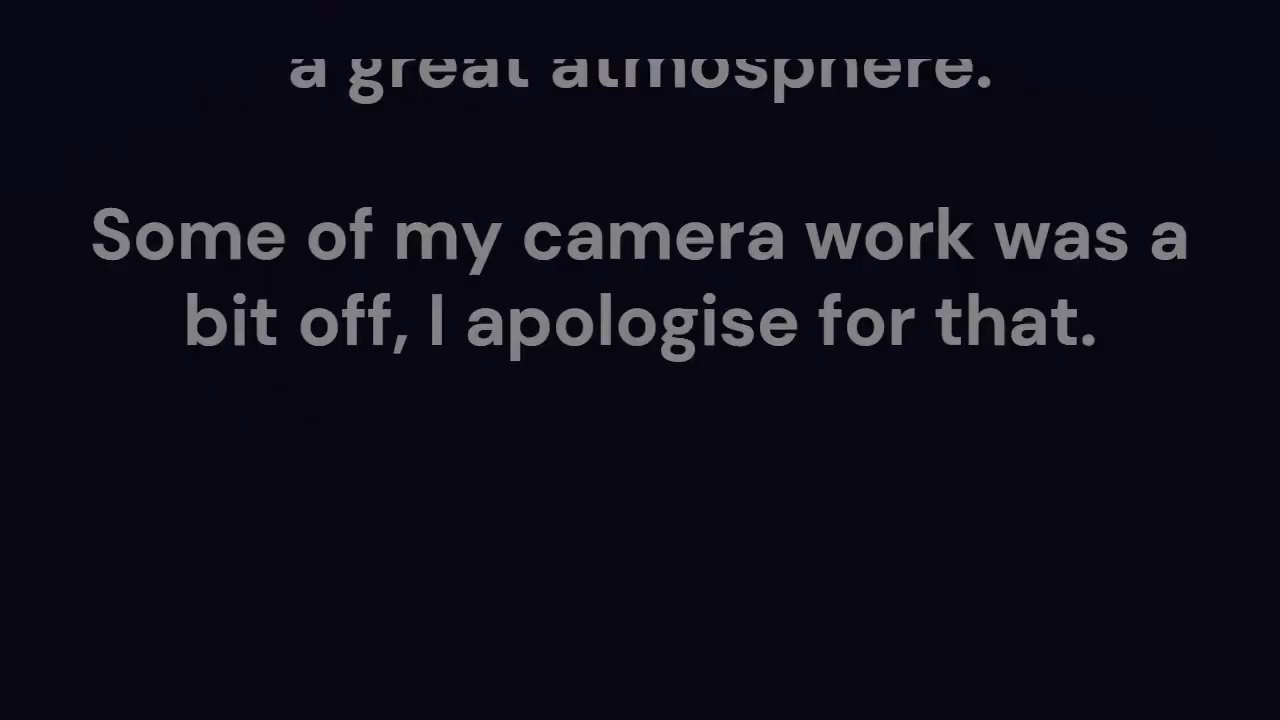 a great atmosphere.
Some of my camera work was a
bit off, I apologise for that.